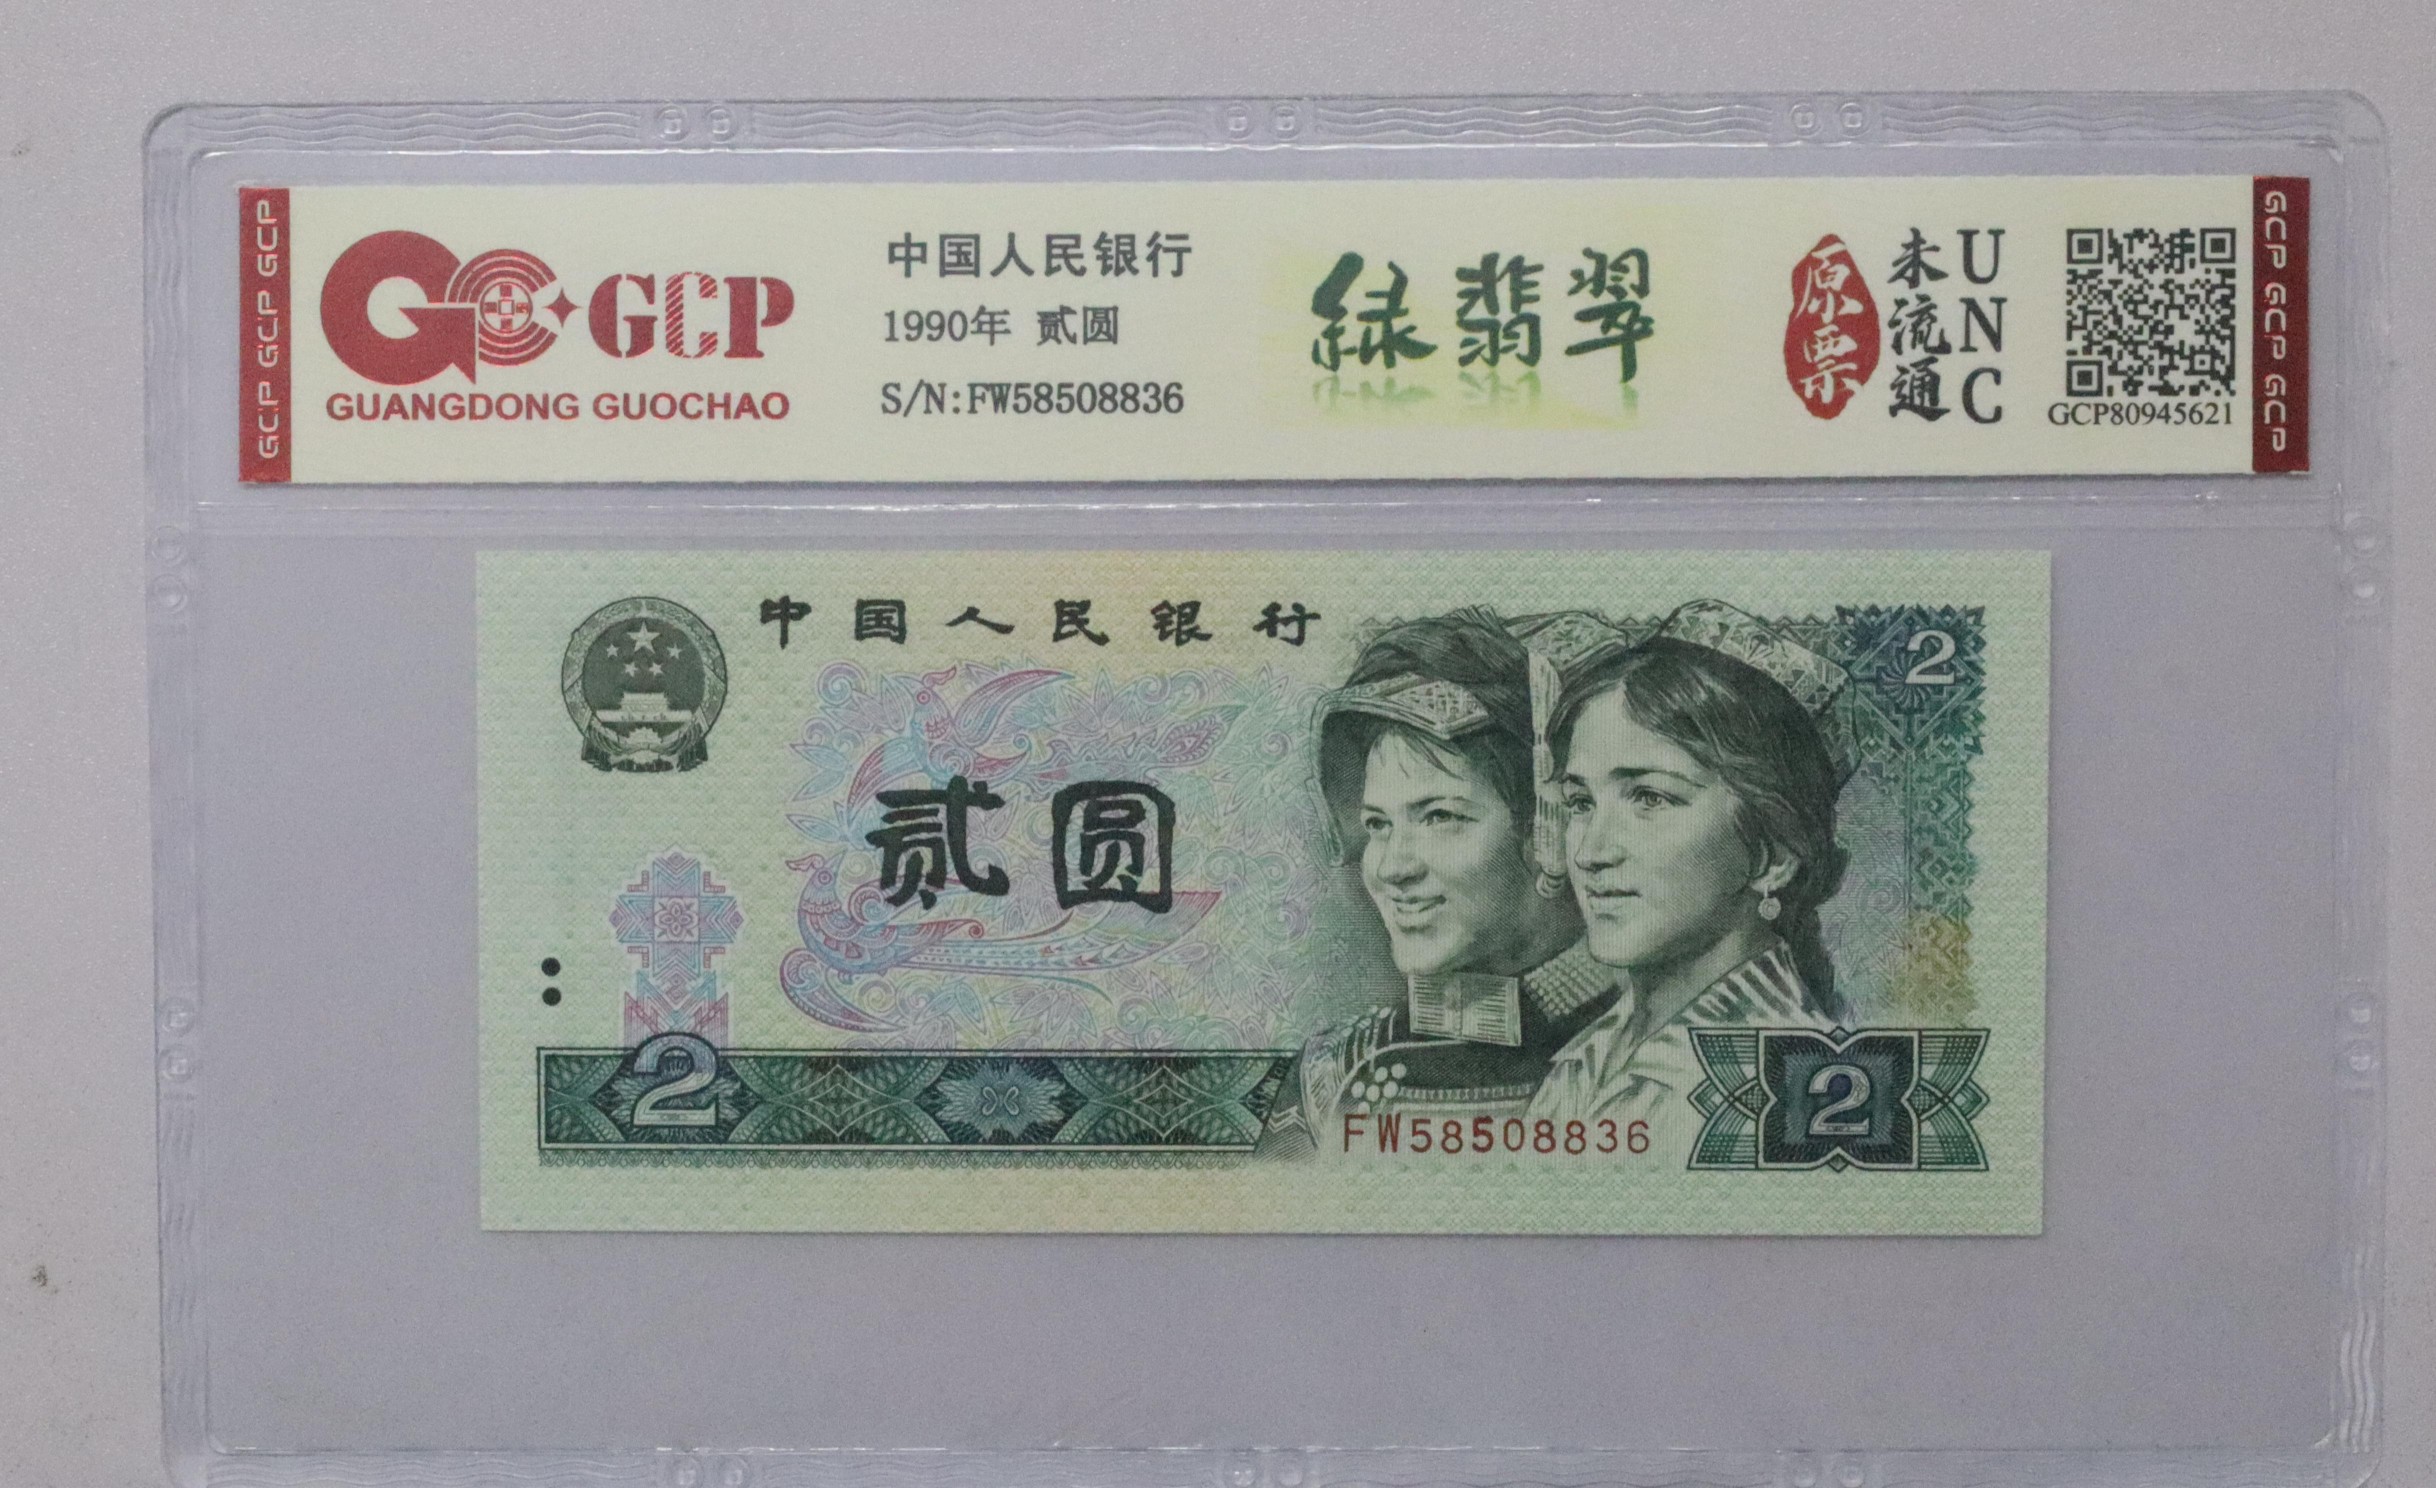 GCP GCP GCP
GCP
GUANGDONG GUOCHAO
中国人民银行
1990年 贰圆
S/N:FW58508836
绿翡翠
原票
未流通
UNC
GCP80945621
GCP GCP GCP
中国人民银行
2
贰圆
2
FW58508836
2